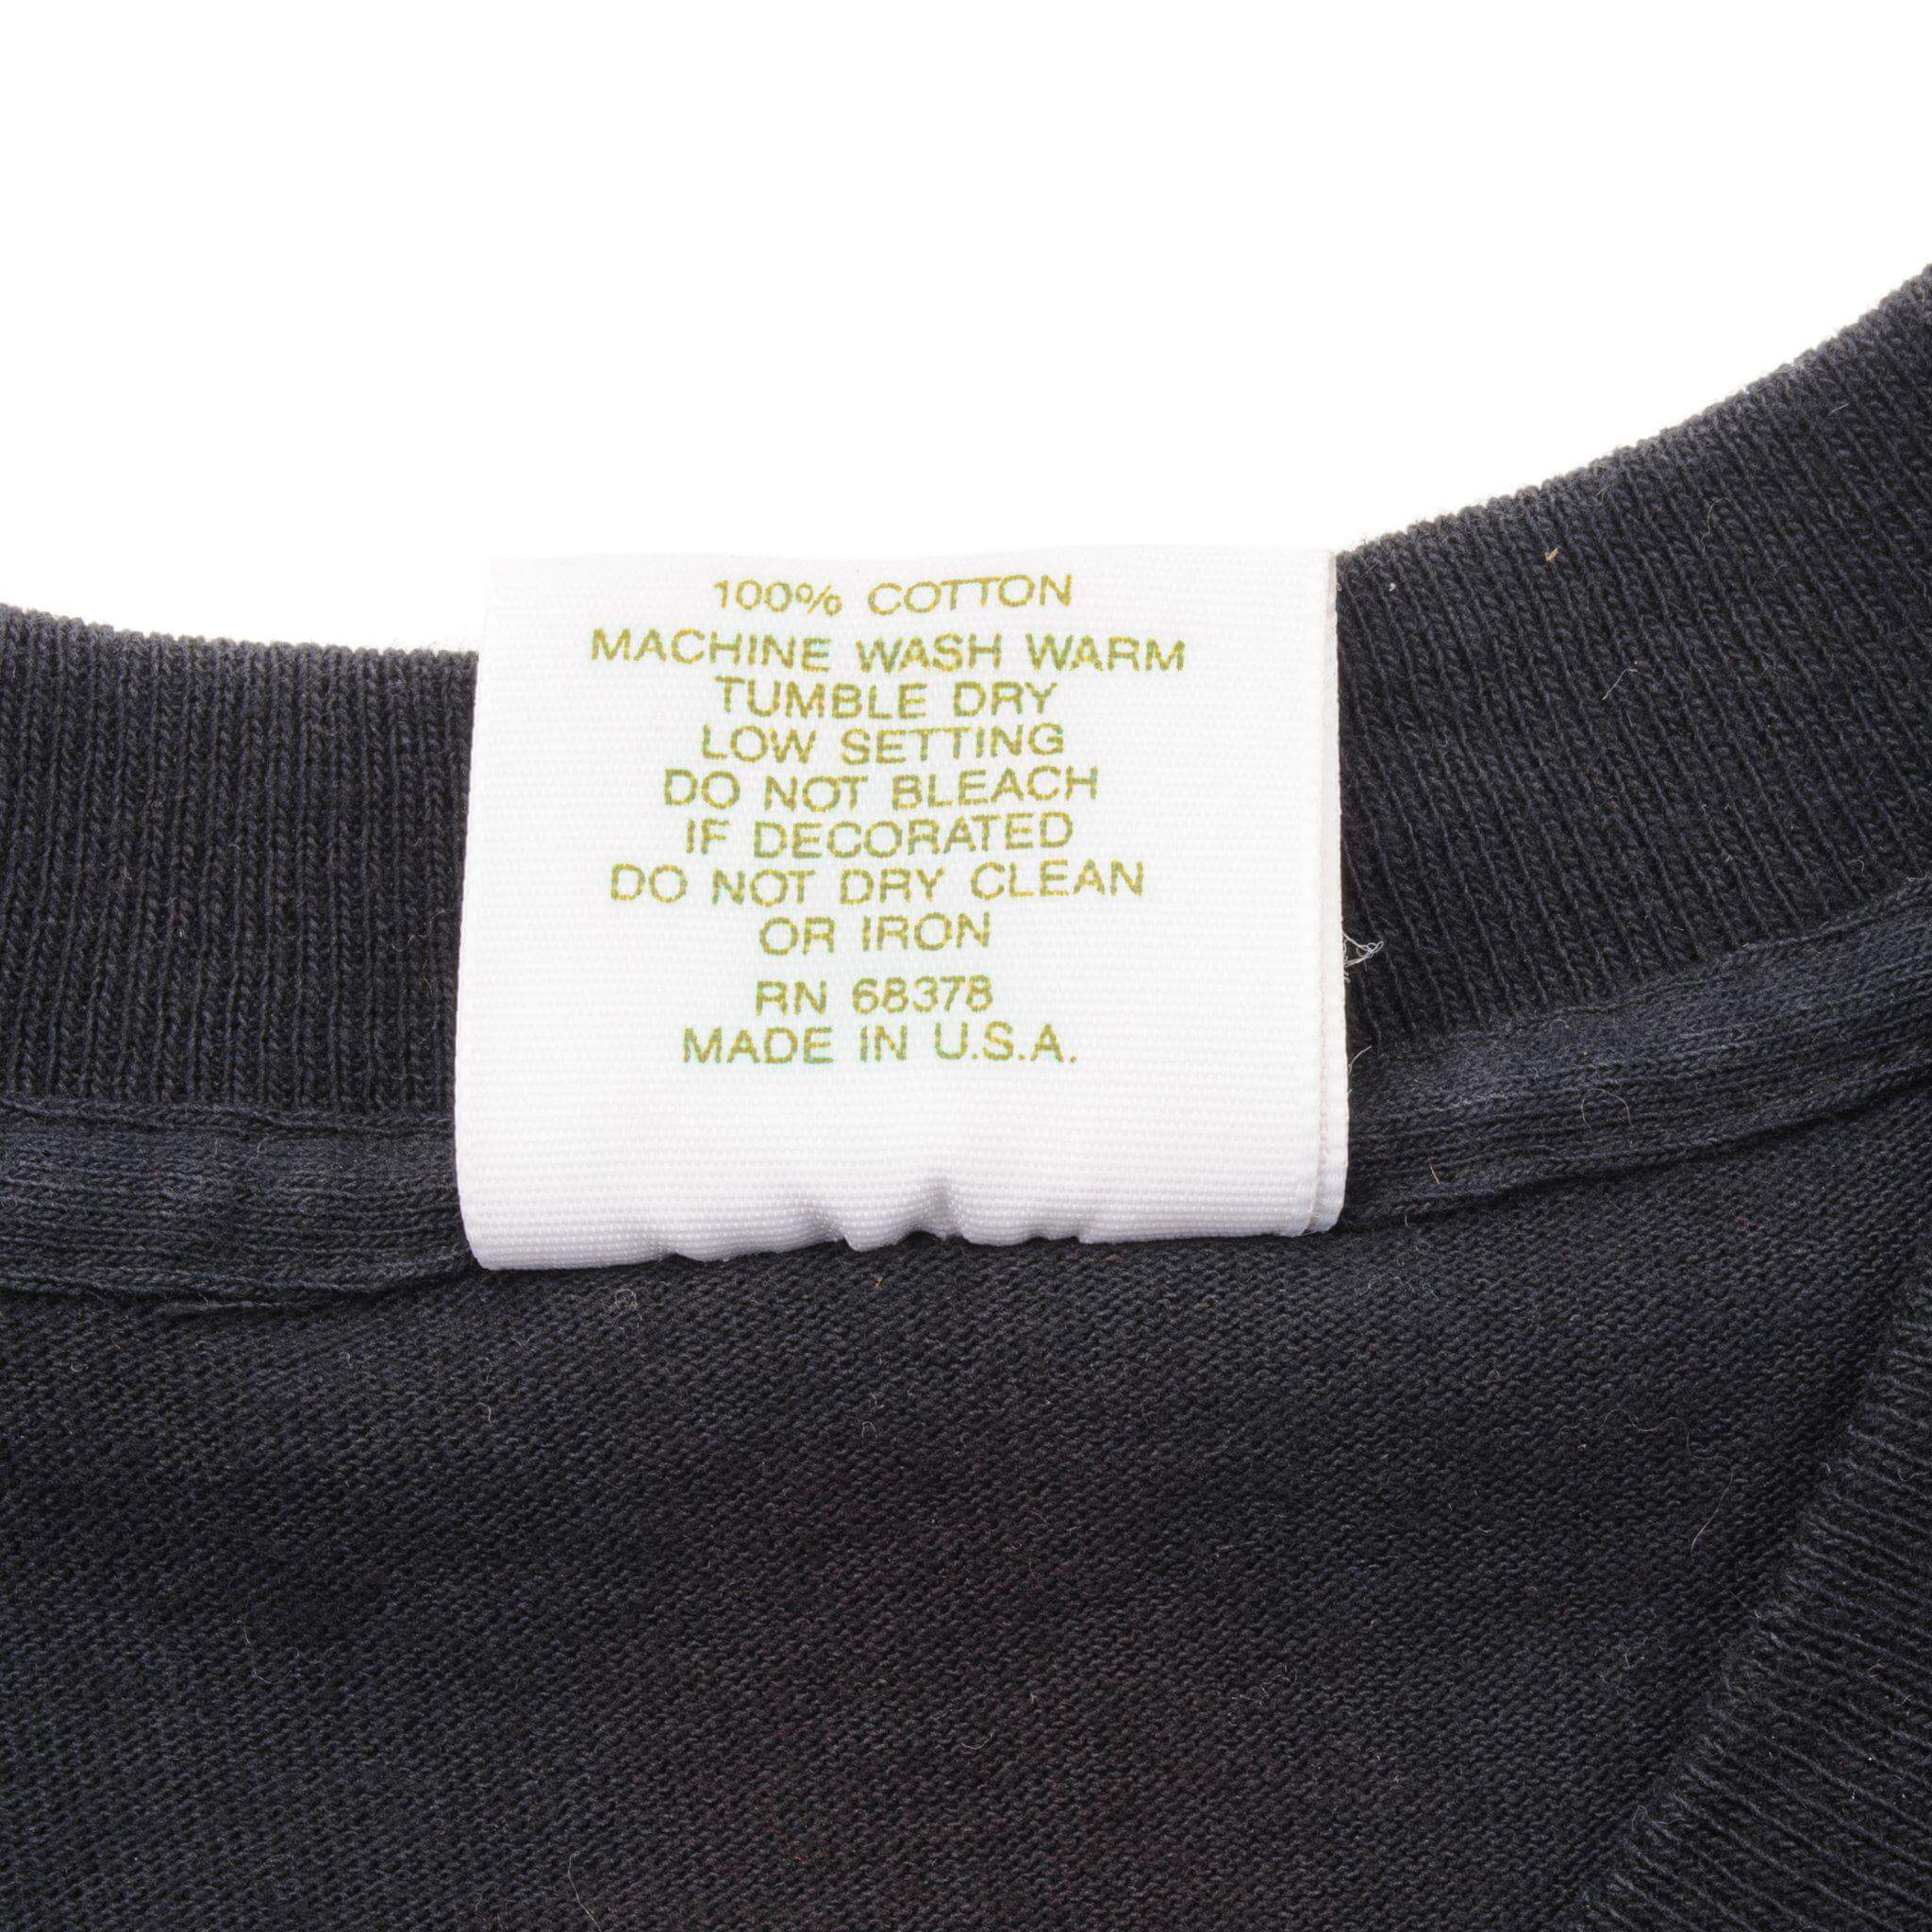 100% COTTON
MACHINE WASH WARM
TUMBLE DRY
LOW SETTING
DO NOT BLEACH
IF DECORATED
DO NOT DRY CLEAN
OR IRON
RN 68378
MADE IN U.S.A.